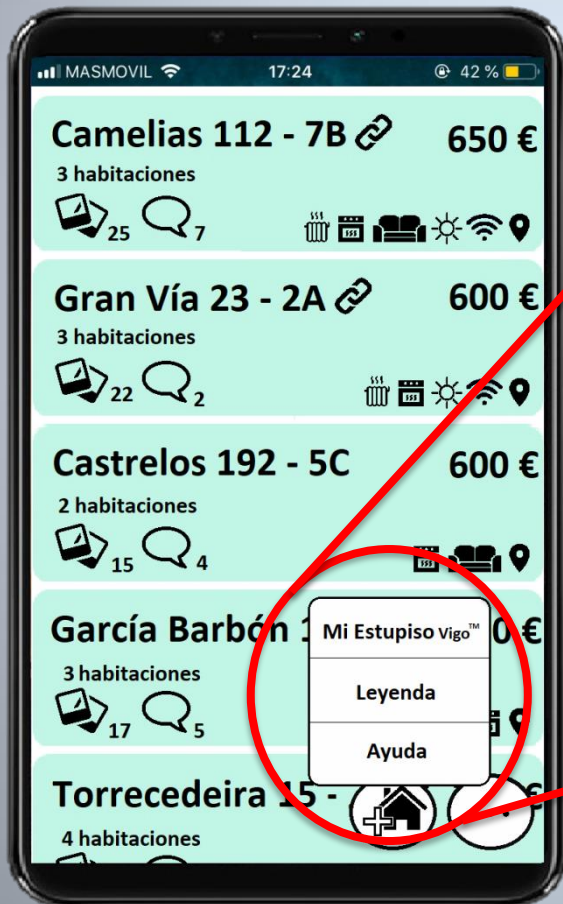 MASMOVIL 17:24 42 %
Camelias 112 - 7B 650 €
3 habitaciones
25 7
Gran Vía 23 - 2A 600 €
3 habitaciones
22 2
Castrelos 192 - 5C 600 €
2 habitaciones
15 4
García Barbón
3 habitaciones
17 5
Mi Estupiso Vigo™
Leyenda
Ayuda
Torrecedeira 15 -
4 habitaciones